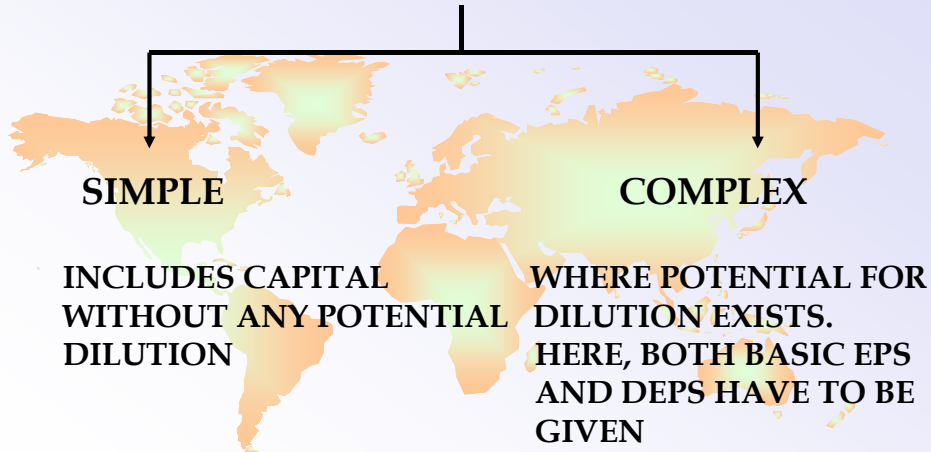 SIMPLE
COMPLEX
INCLUDES CAPITAL
WITHOUT ANY POTENTIAL
DILUTION
WHERE POTENTIAL FOR
DILUTION EXISTS.
HERE, BOTH BASIC EPS
AND DEPS HAVE TO BE
GIVEN